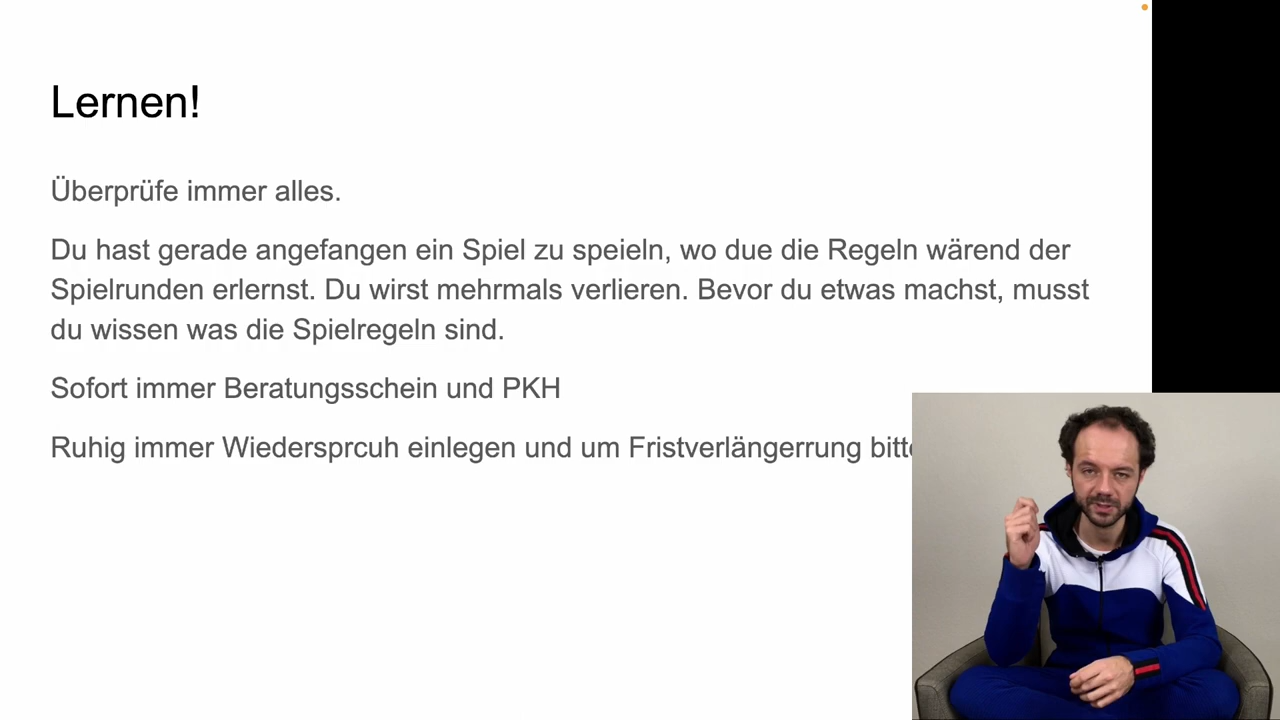 Lernen!
Überprüfe immer alles.
Du hast gerade angefangen ein Spiel zu speieln, wo due die Regeln wärend der
Spielrunden erlernst. Du wirst mehrmals verlieren. Bevor du etwas machst, musst
du wissen was die Spielregeln sind.
Sofort immer Beratungsschein und PKH
Ruhig immer Wiedersprcuh einlegen und um Fristverlängerrung